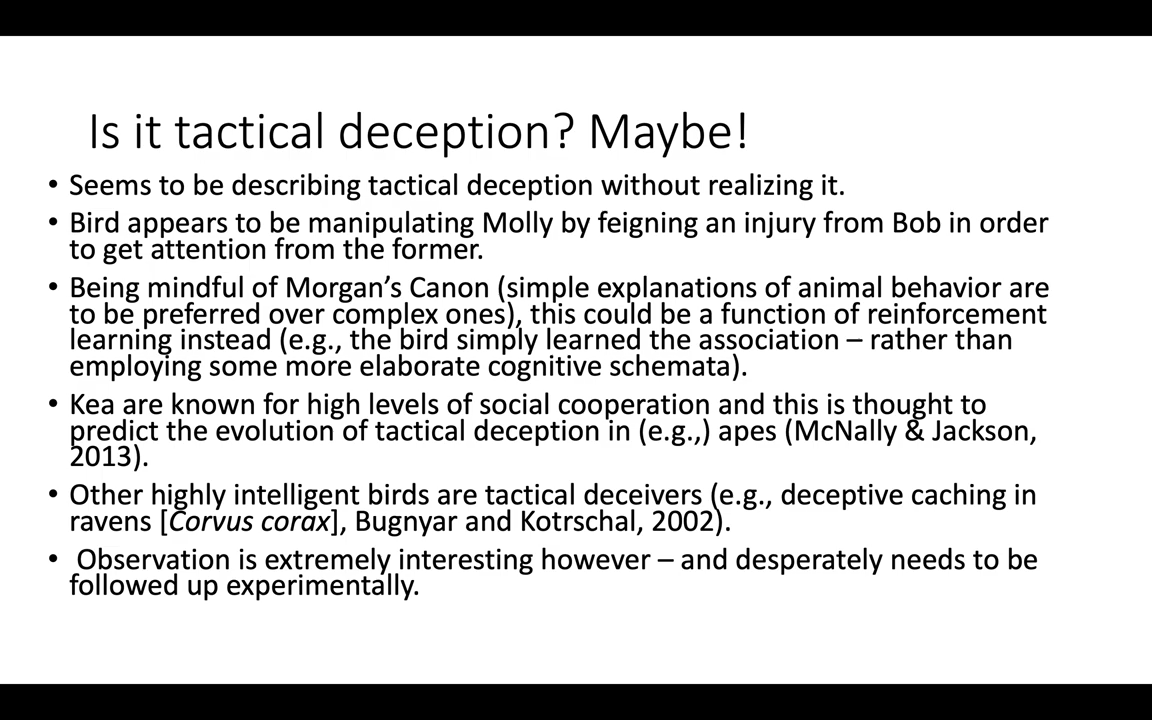 Is it tactical deception? Maybe!
• Seems to be describing tactical deception without realizing it.
• Bird appears to be manipulating Molly by feigning an injury from Bob in order
to get attention from the former.
• Being mindful of Morgan’s Canon (simple explanations of animal behavior are
to be preferred over complex ones), this could be a function of reinforcement
learning instead (e.g., the bird simply learned the association – rather than
employing some more elaborate cognitive schemata).
• Kea are known for high levels of social cooperation and this is thought to
predict the evolution of tactical deception in (e.g.,) apes (McNally & Jackson,
2013).
• Other highly intelligent birds are tactical deceivers (e.g., deceptive caching in
ravens [Corvus corax], Bugnyar and Kotrschal, 2002).
• Observation is extremely interesting however – and desperately needs to be
followed up experimentally.